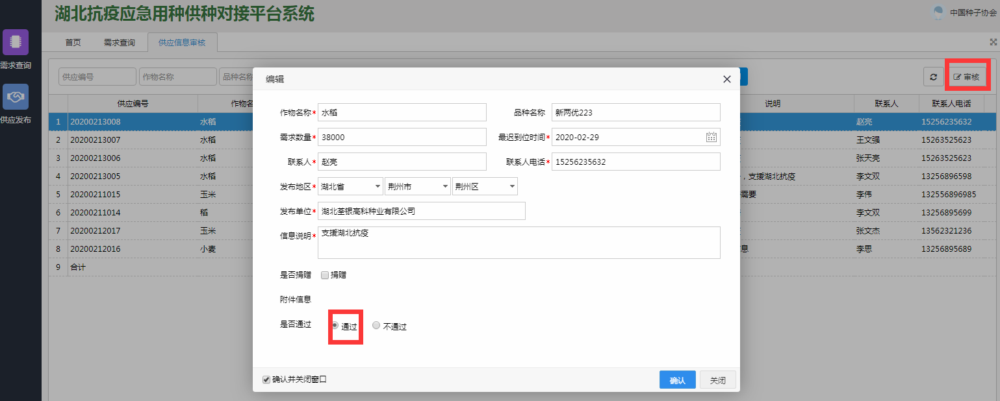 湖北抗疫应急用种供种对接平台系统
中国种子协会
首页 需求查询 供应信息审核
需求查询
供应发布
供应编号 作物名称 品种名称
审核
供应编号 作物名 说明 联系人 联系人电话
1 20200213008 水稻 赵亮 15256235632
2 20200213007 水稻 王文强 15263525623
3 20200213006 水稻 张天亮 15263525623
4 20200213005 水稻 ，支援湖北抗疫 李文双 13256896598
5 20200211015 玉米 需要 李伟 132556896985
6 20200211014 稻 李文双 13256895699
7 20200212017 玉米 张文杰 13562321236
8 20200212016 小麦 息 李思 13256895689
9 合计
编辑
作物名称* 水稻 品种名称 新两优223
需求数量* 38000 最迟到位时间* 2020-02-29
联系人* 赵亮 联系人电话* 15256235632
发布地区* 湖北省 荆州市 荆州区
发布单位* 湖北荃银高科种业有限公司
信息说明* 支援湖北抗疫
是否捐赠 捐赠
附件信息
是否通过 通过 不通过
确认并关闭窗口 确认 关闭